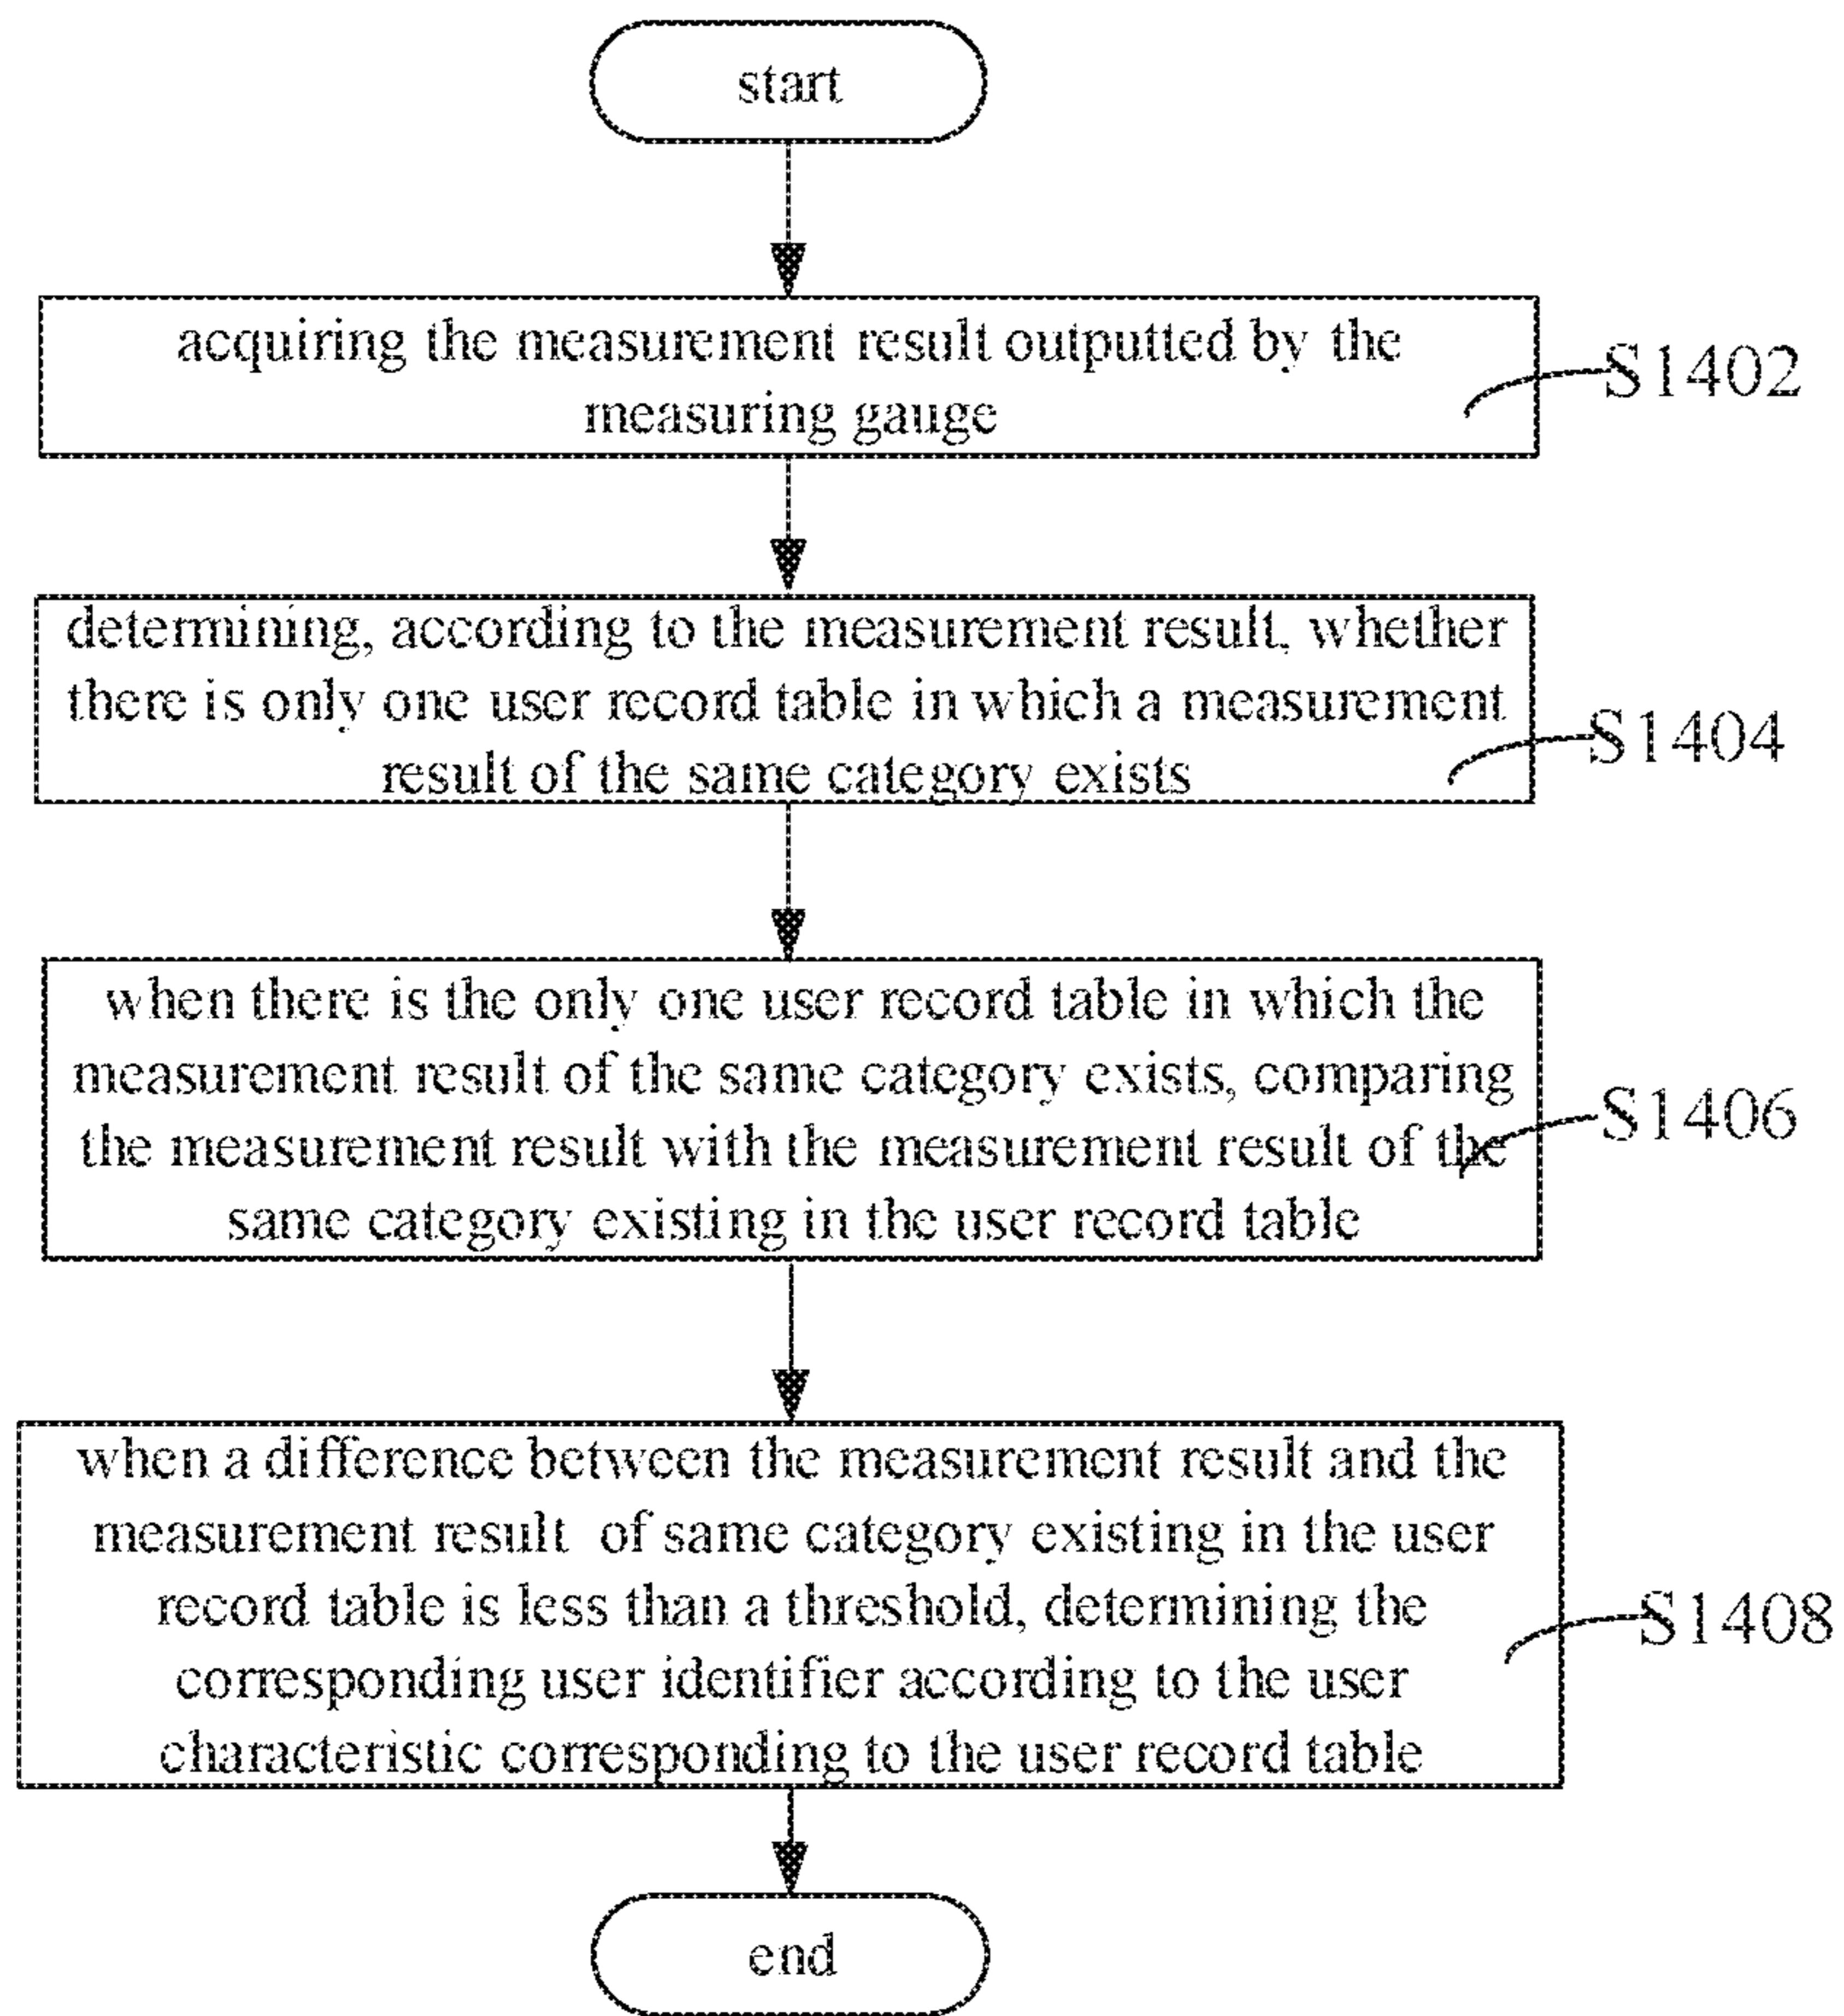 start
acquiring the measurement result outputted by the
measuring gauge
S1402
determining, according to the measurement result, whether
there is only one user record table in which a measurement
result of the same category exists
S1404
when there is the only one user record table in which the
measurement result of the same category exists, comparing
the measurement result with the measurement result of the
same category existing in the user record table
S1406
when a difference between the measurement result and the
measurement result of same category existing in the user
record table is less than a threshold, determining the
corresponding user identifier according to the user
characteristic corresponding to the user record table
S1408
end